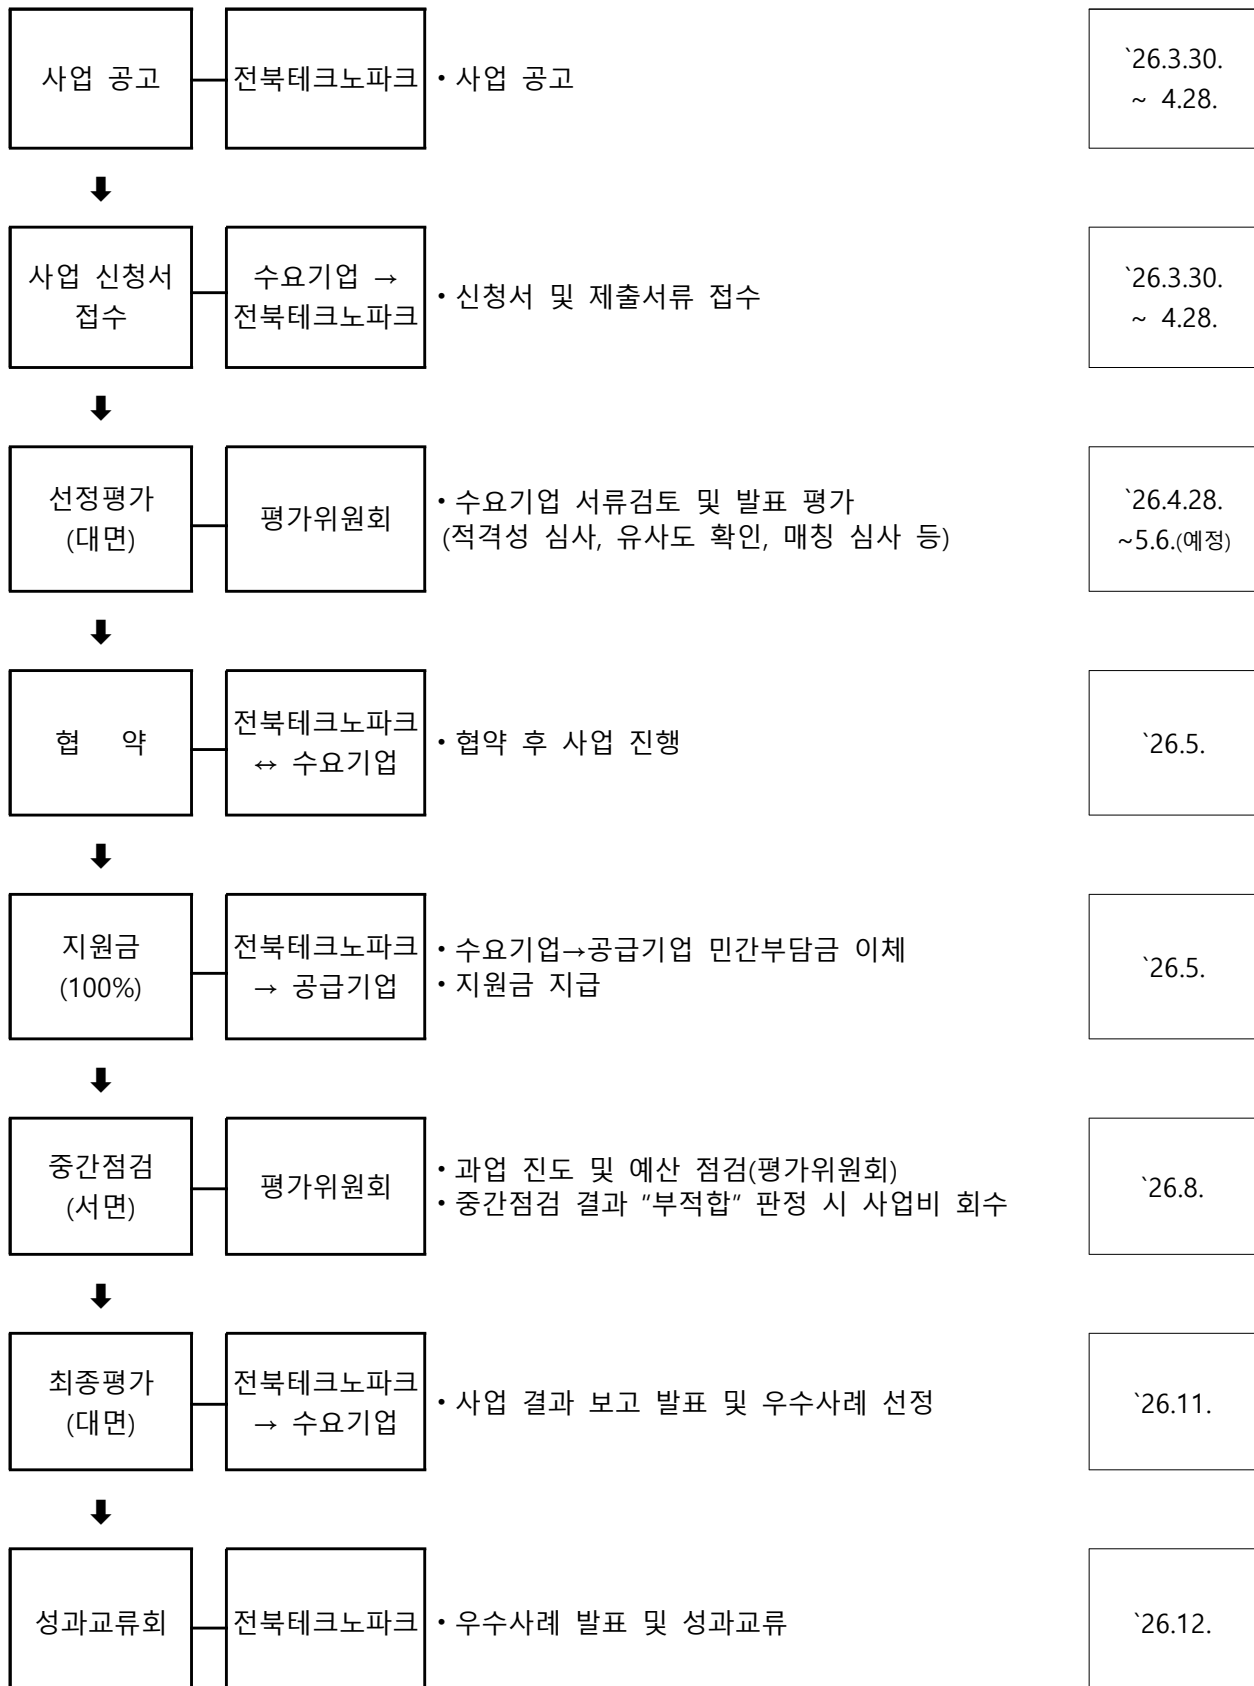 사업 공고
전북테크노파크
• 사업 공고
`26.3.30.
~ 4.28.
⬇
사업 신청서
접수
수요기업 →
전북테크노파크
• 신청서 및 제출서류 접수
`26.3.30.
~ 4.28.
⬇
선정평가
(대면)
평가위원회
• 수요기업 서류검토 및 발표 평가
(적격성 심사, 유사도 확인, 매칭 심사 등)
`26.4.28.
~5.6.(예정)
⬇
협 약
전북테크노파크
↔ 수요기업
• 협약 후 사업 진행
`26.5.
⬇
지원금
(100%)
전북테크노파크
→ 공급기업
• 수요기업→공급기업 민간부담금 이체
• 지원금 지급
`26.5.
⬇
중간점검
(서면)
평가위원회
• 과업 진도 및 예산 점검(평가위원회)
• 중간점검 결과 “부적합” 판정 시 사업비 회수
`26.8.
⬇
최종평가
(대면)
전북테크노파크
→ 수요기업
• 사업 결과 보고 발표 및 우수사례 선정
`26.11.
⬇
성과교류회
전북테크노파크
• 우수사례 발표 및 성과교류
`26.12.